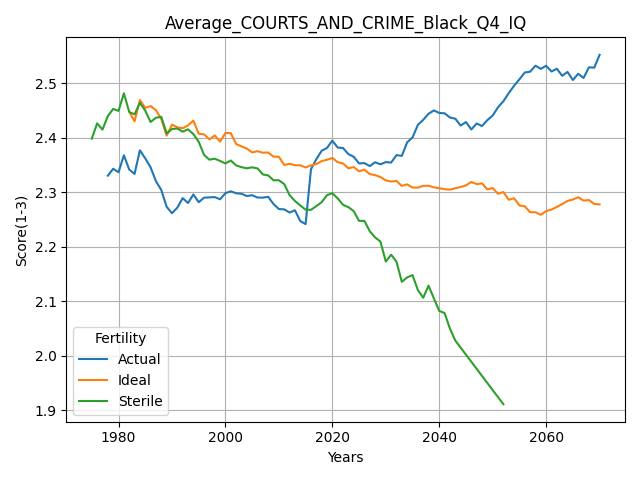 Average_COURTS_AND_CRIME_Black_Q4_IQ
Score(1-3)
2.5
2.4
2.3
2.2
2.1
2.0
1.9
Fertility
Actual
Ideal
Sterile
1980 2000 2020 2040 2060
Years